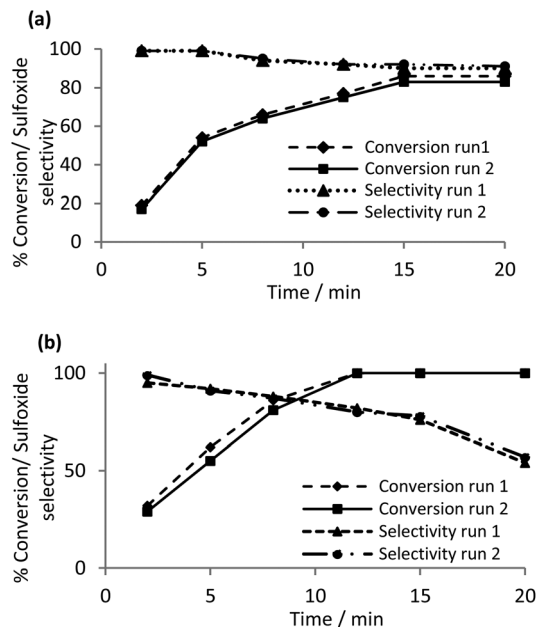 (a)
% Conversion/ Sulfoxide
selectivity
100
80
60
40
20
0
Conversion run1
Conversion run 2
Selectivity run 1
Selectivity run 2
0 5 10 15 20
Time / min
(b)
% Conversion/ Sulfoxide
selectivity
100
50
0
Conversion run 1
Conversion run 2
Selectivity run 1
Selectivity run 2
0 5 10 15 20
Time / min